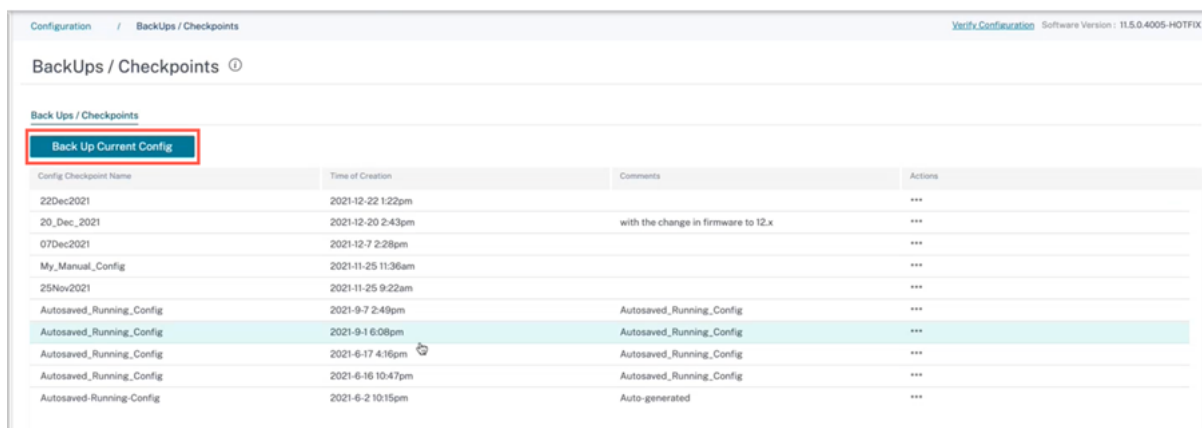 Configuration / BackUps / Checkpoints Verify Configuration Software Version : 11.5.0.4005-HOTFIX
BackUps / Checkpoints
Back Ups / Checkpoints
Back Up Current Config
Config Checkpoint Name Time of Creation Comments Actions
22Dec2021 2021-12-22 1:22pm ***
20_Dec_2021 2021-12-20 2:43pm with the change in firmware to 12.x ***
07Dec2021 2021-12-7 2:28pm ***
My_Manual_Config 2021-11-25 11:36am ***
25Nov2021 2021-11-25 9:22am ***
Autosaved_Running_Config 2021-9-7 2:49pm Autosaved_Running_Config ***
Autosaved_Running_Config 2021-9-1 6:08pm Autosaved_Running_Config ***
Autosaved_Running_Config 2021-6-17 4:16pm Autosaved_Running_Config ***
Autosaved_Running_Config 2021-6-16 10:47pm Autosaved_Running_Config ***
Autosaved-Running-Config 2021-6-2 10:15pm Auto-generated ***